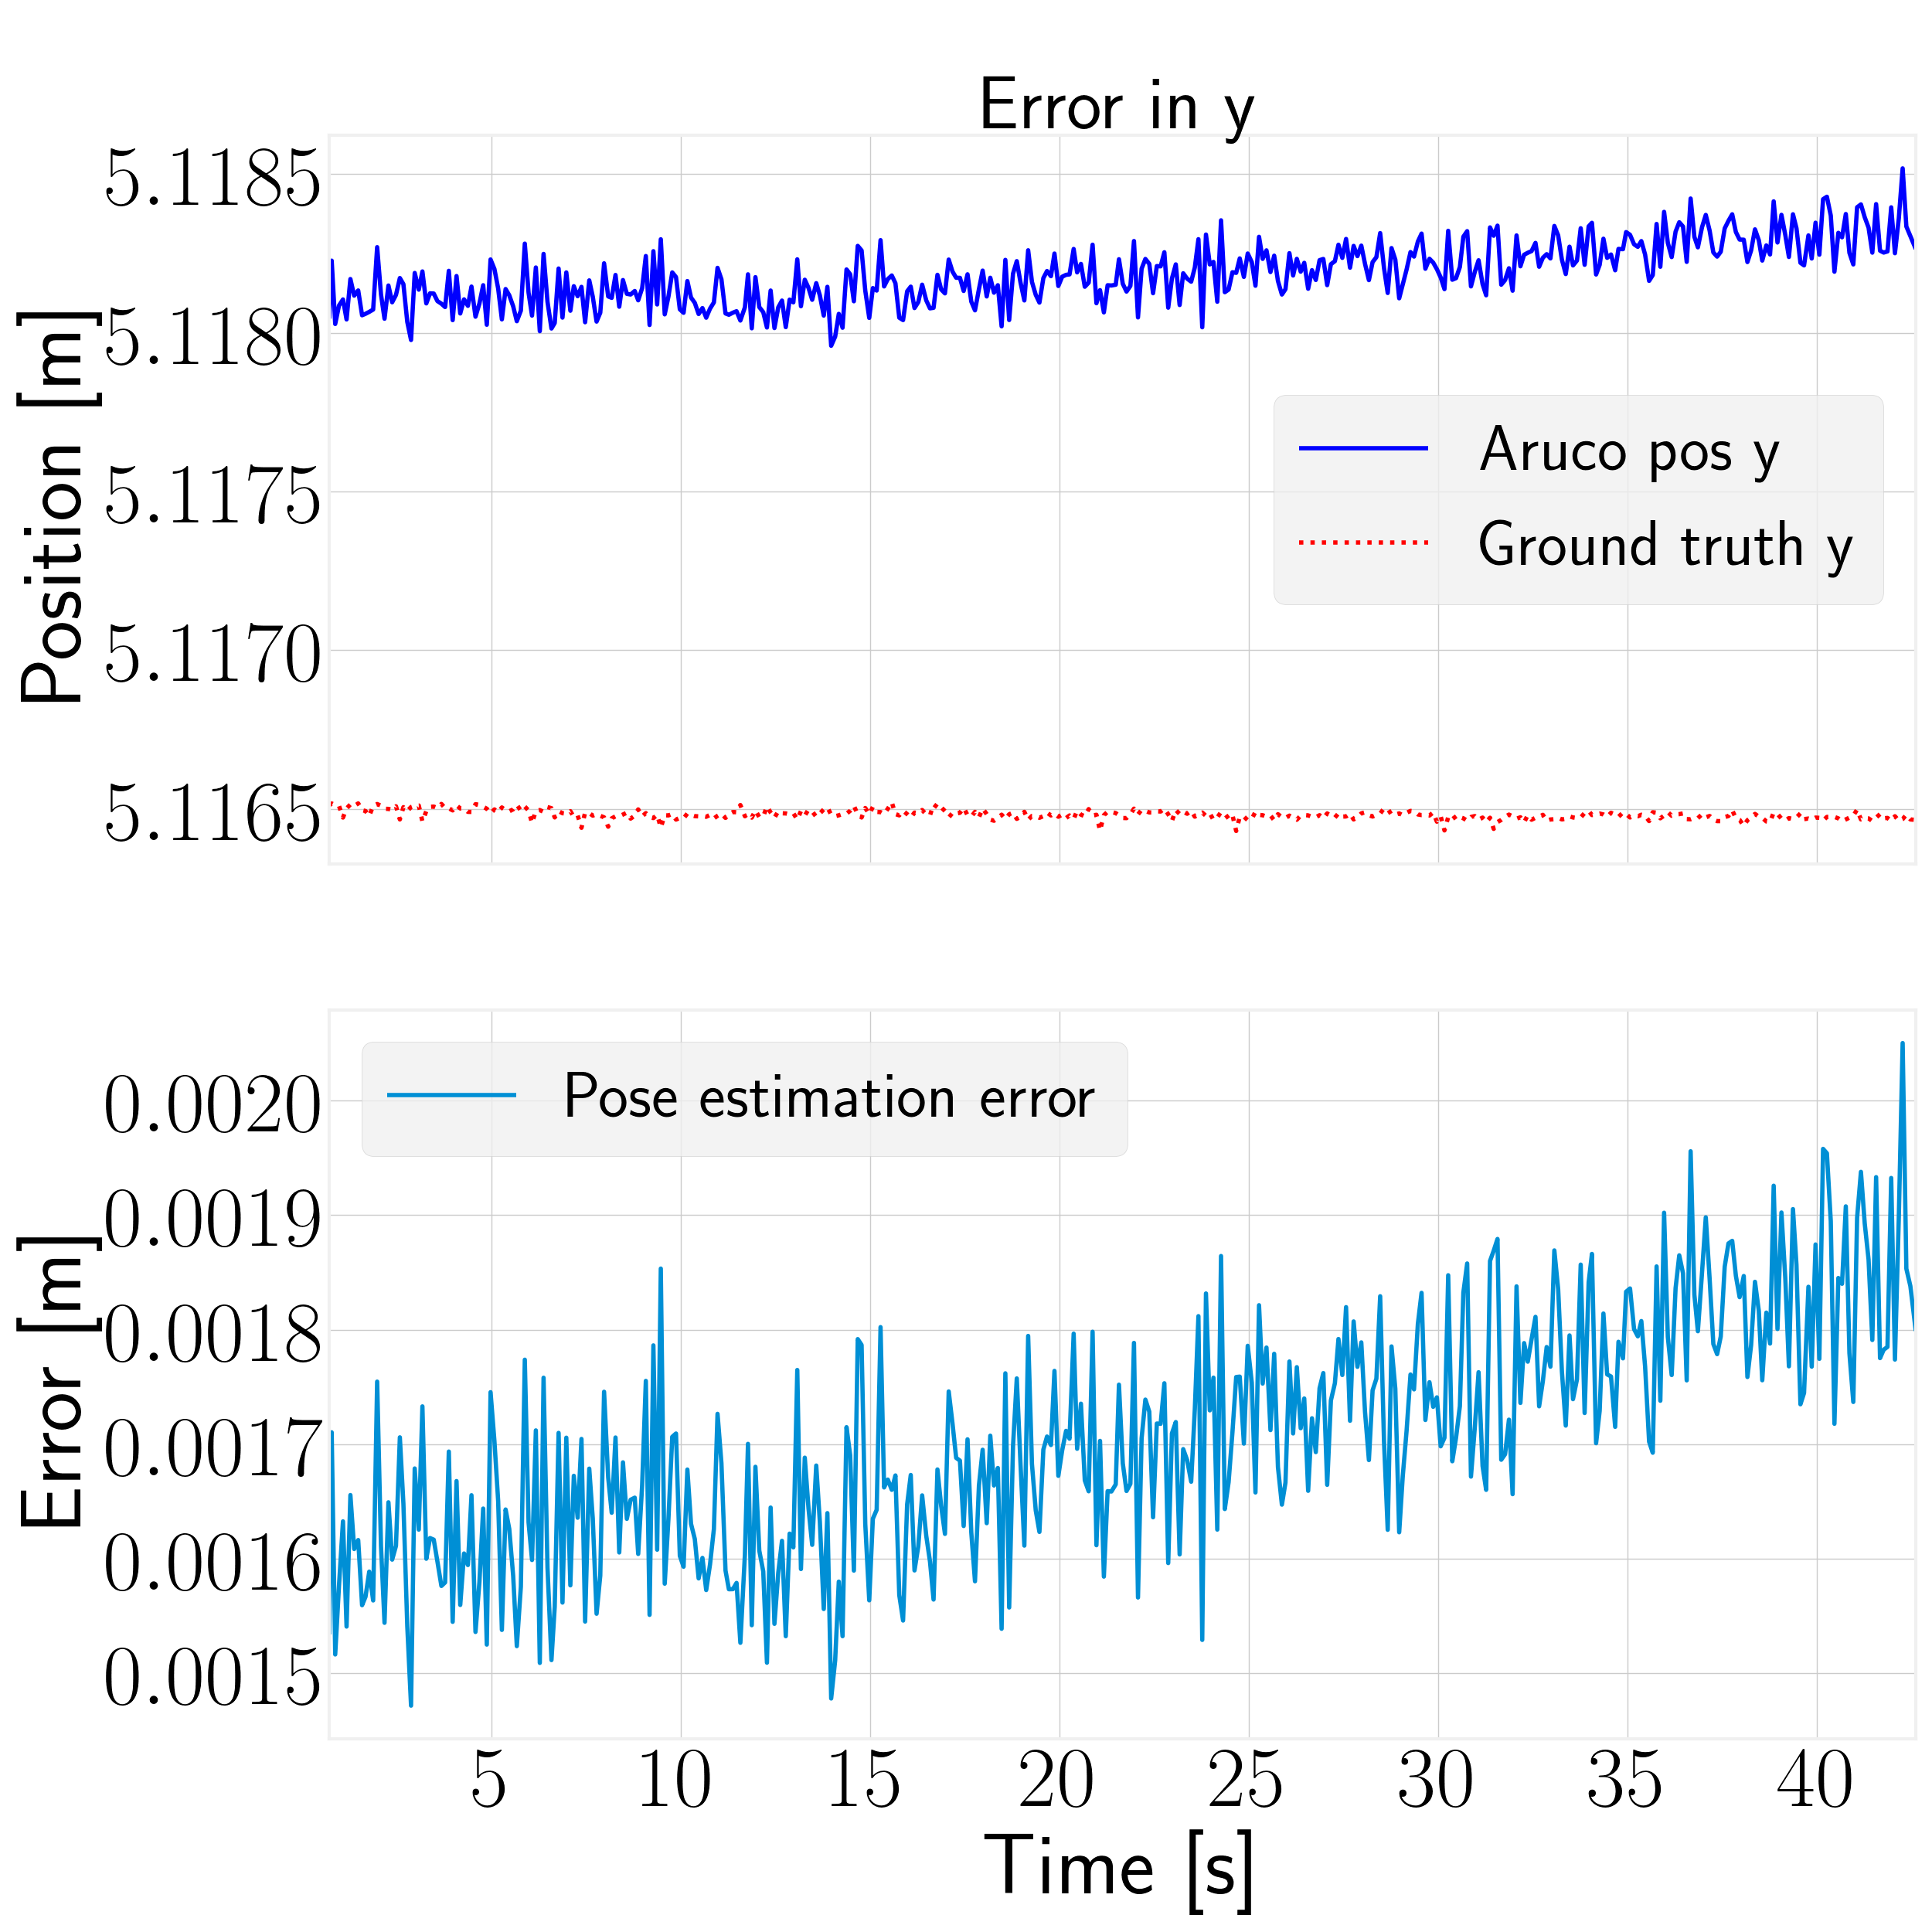 Error in y
Position [m]
5.1185
5.1180
5.1175
5.1170
5.1165
Aruco pos y
Ground truth y
Error [m]
0.0020
0.0019
0.0018
0.0017
0.0016
0.0015
Pose estimation error
5 10 15 20 25 30 35 40
Time [s]